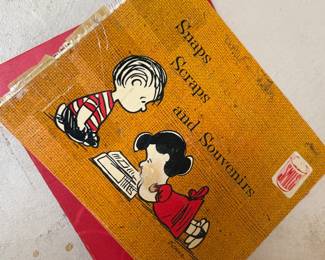 Snaps
Scraps
and Souvenirs